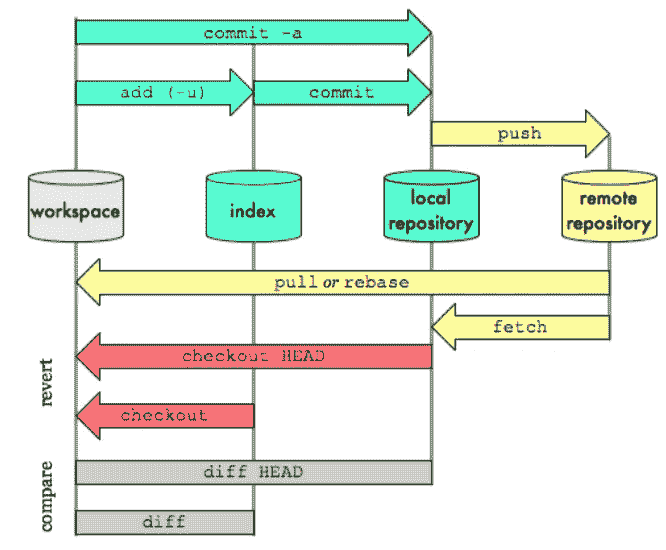 commit -a
add (-u)
commit
push
workspace
index
local
repository
remote
repository
pull or rebase
fetch
revert
checkout HEAD
checkout
compare
diff HEAD
diff